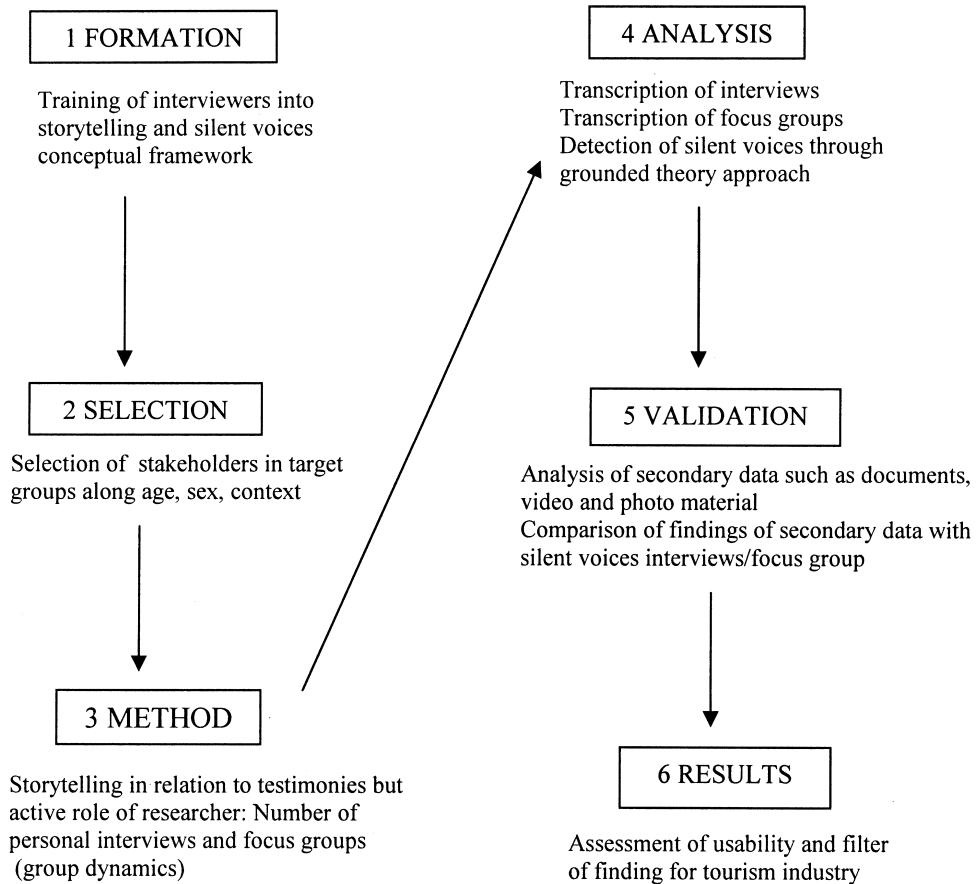 1 FORMATION
Training of interviewers into
storytelling and silent voices
conceptual framework
2 SELECTION
Selection of stakeholders in target
groups along age, sex, context
3 METHOD
Storytelling in relation to testimonies but
active role of researcher: Number of
personal interviews and focus groups
(group dynamics)
4 ANALYSIS
Transcription of interviews
Transcription of focus groups
Detection of silent voices through
grounded theory approach
5 VALIDATION
Analysis of secondary data such as documents,
video and photo material
Comparison of findings of secondary data with
silent voices interviews/focus group
6 RESULTS
Assessment of usability and filter
of finding for tourism industry